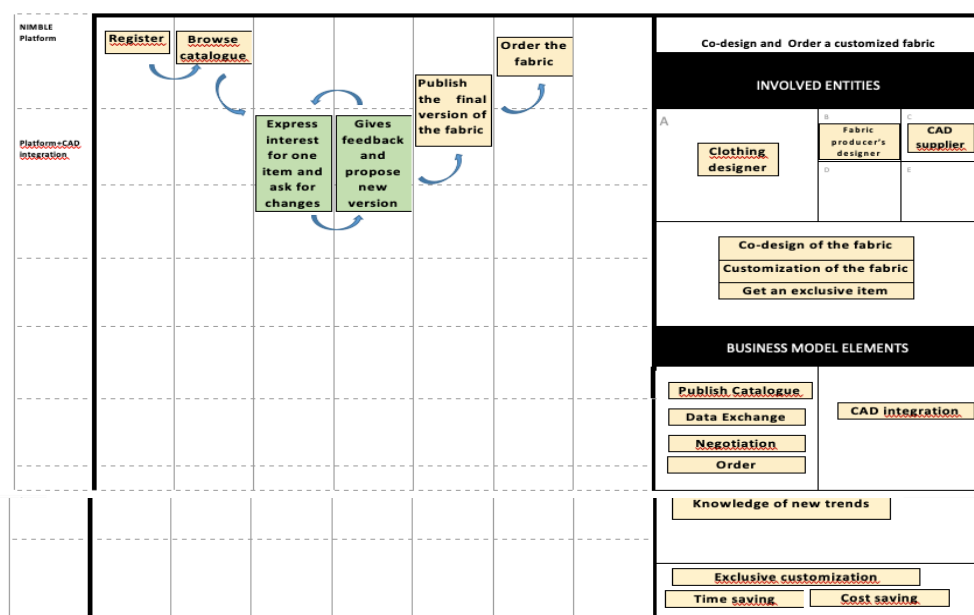 NIMBLE
Platform
Register
Browse
catalogue
Order the
fabric
Publish
the final
version of
the fabric
Platform+CAD
integration
Express
interest
for one
item and
ask for
changes
Gives
feedback
and
propose
new
version
Co-design and Order a customized fabric
INVOLVED ENTITIES
A
Clothing
designer
B
Fabric
producer's
designer
C
CAD
supplier
D
E
Co-design of the fabric
Customization of the fabric
Get an exclusive item
BUSINESS MODEL ELEMENTS
Publish Catalogue
Data Exchange
Negotiation
Order
CAD integration
Knowledge of new trends
Exclusive customization
Time saving
Cost saving